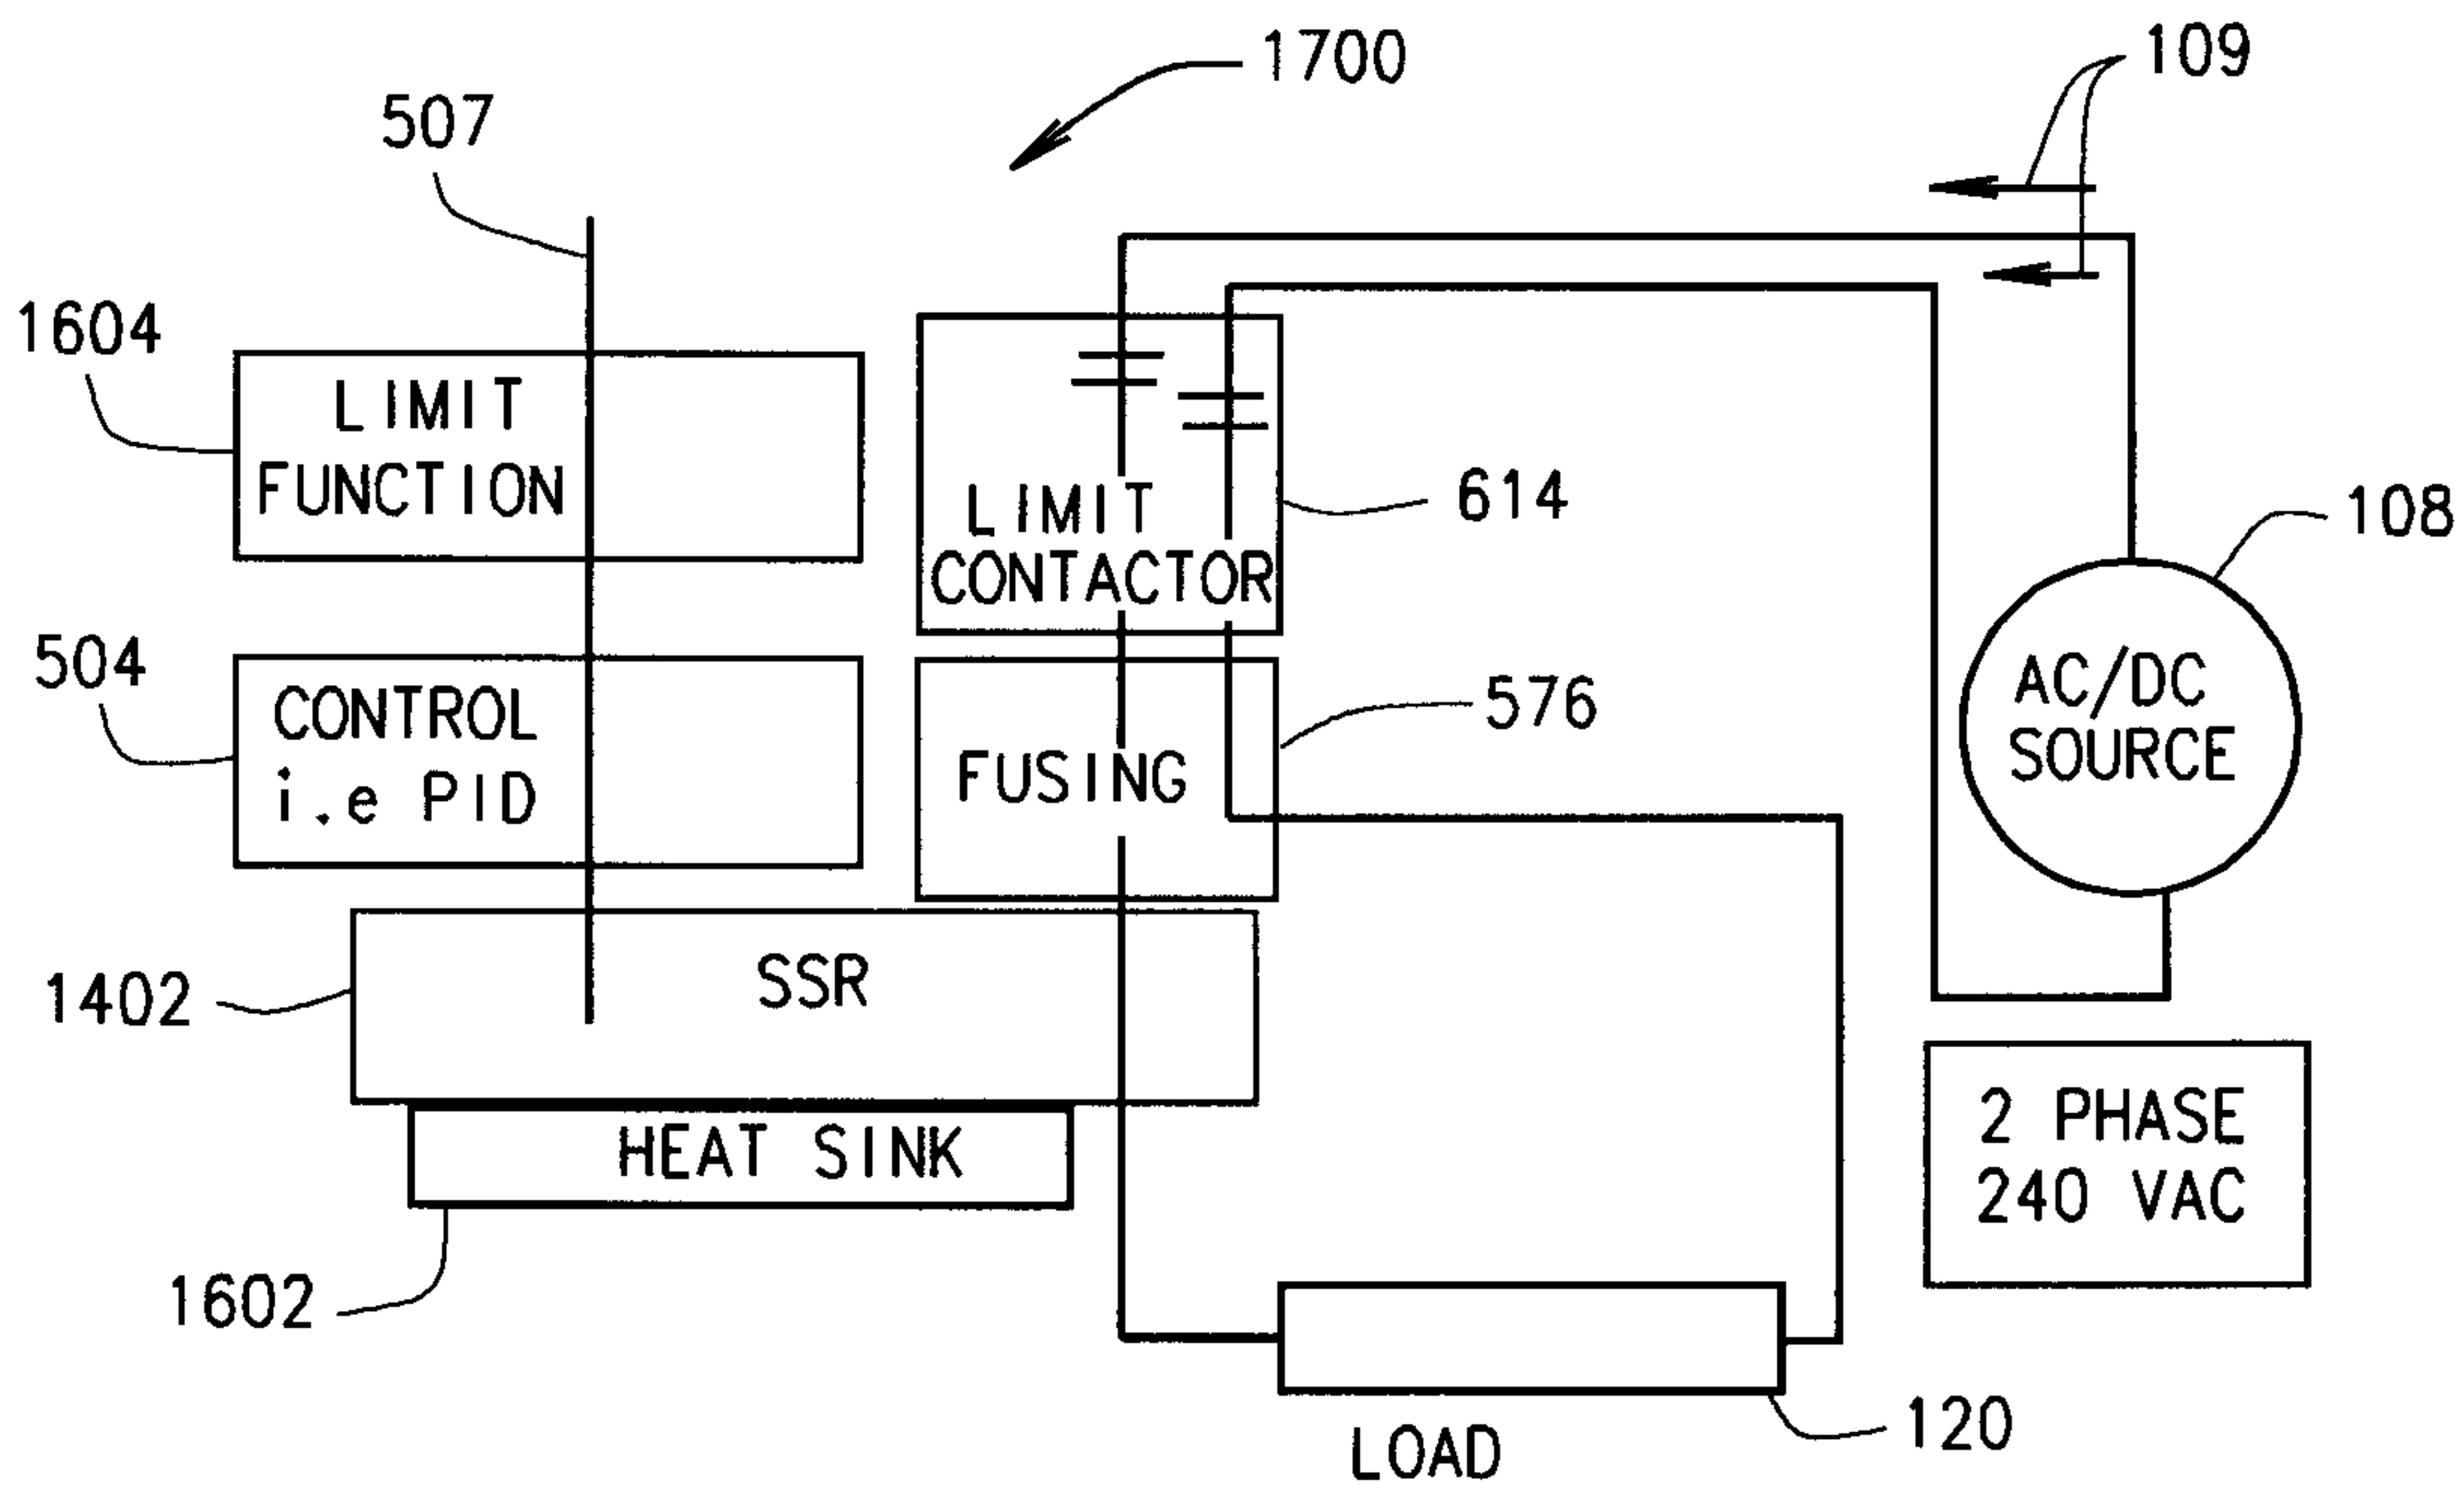 1700
109
507
1604
LIMIT
FUNCTION
LIMIT
CONTACTOR
614
108
504
CONTROL
i.e PID
FUSING
576
AC/DC
SOURCE
1402
SSR
HEAT SINK
2 PHASE
240 VAC
1602
LOAD
120